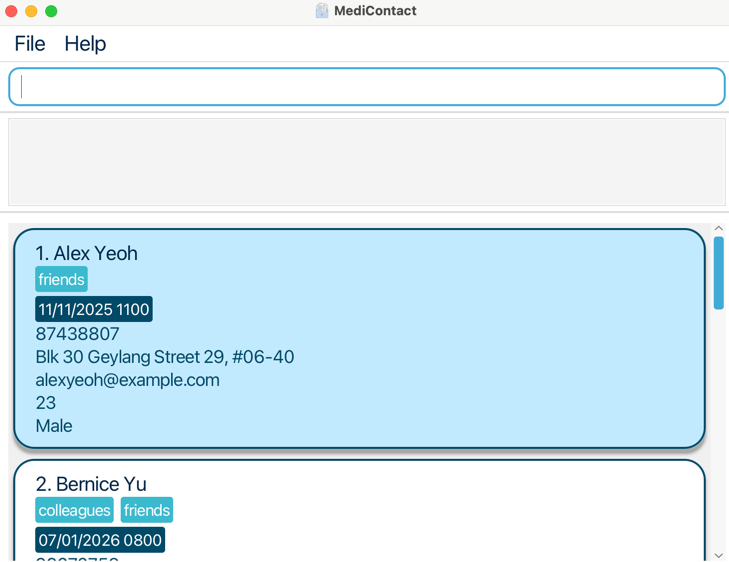 MediContact
File Help
1. Alex Yeoh
friends
11/11/2025 1100
87438807
Blk 30 Geylang Street 29, #06-40
alexyeoh@example.com
23
Male
2. Bernice Yu
colleagues friends
07/01/2026 0800